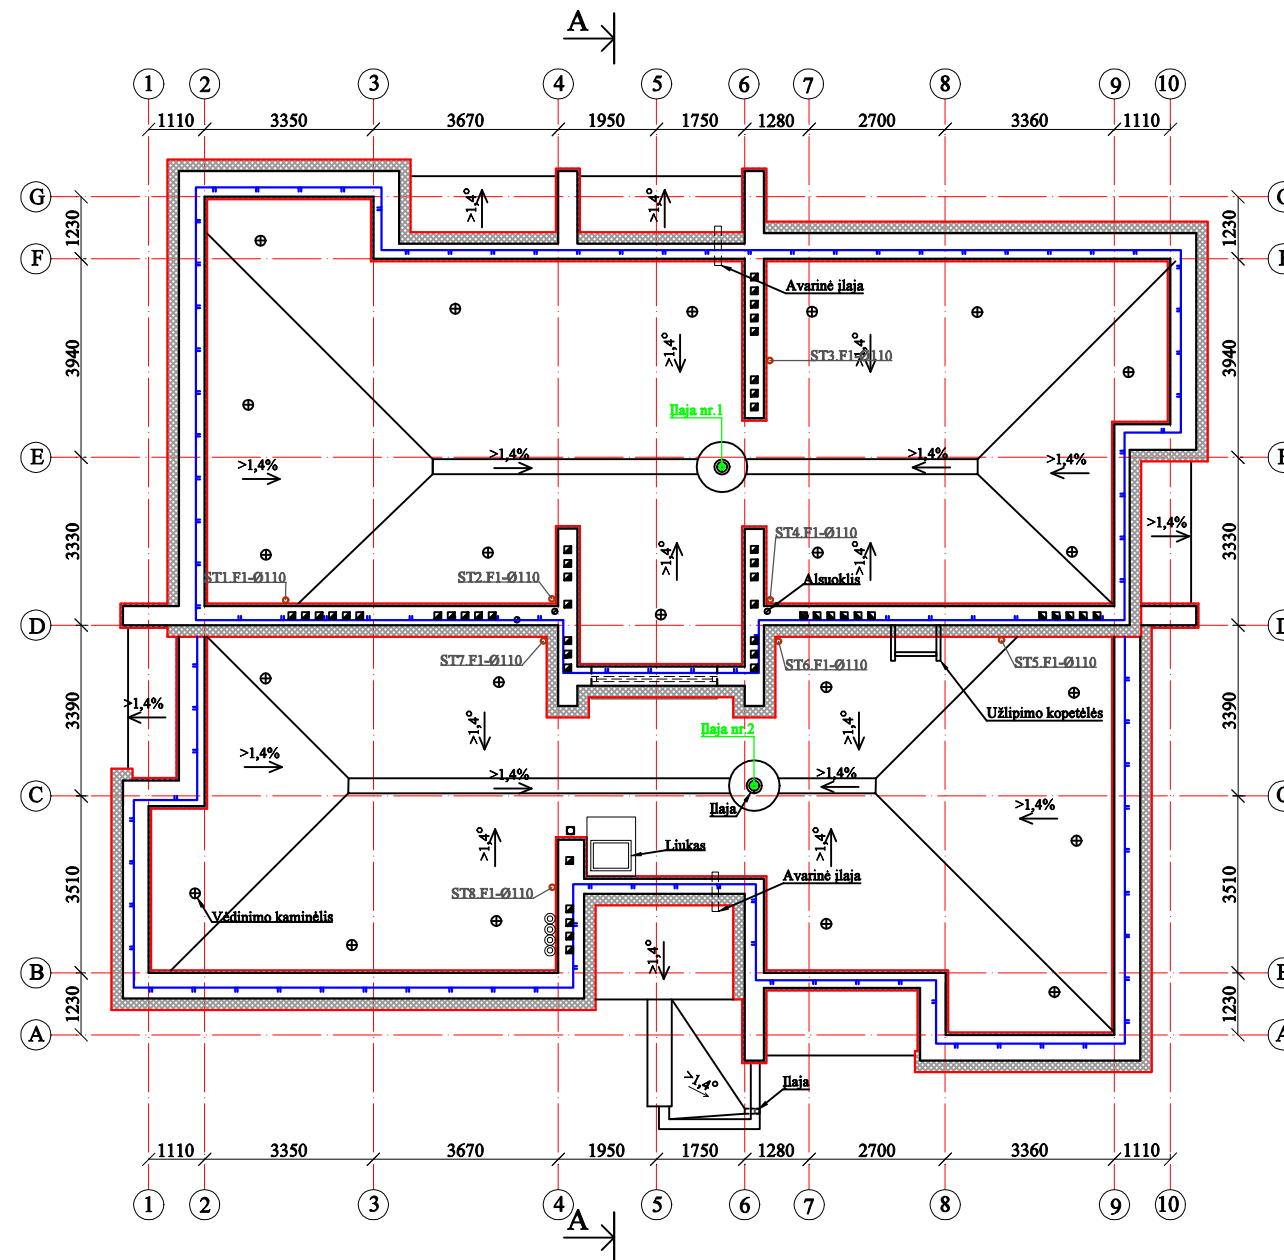 A
1 2 3 4 5 6 7 8 9 10
1110 3350 3670 1950 1750 1280 2700 3360 1110
G
>1,4°
>1,4°
1230
1230
F
Avarinė įlaja
3940
>1,4°
>1,4°
ST3.F1-Ø110
3940
Įlaja nr.1
E
>1,4%
>1,4%
>1,4%
>1,4%
>1,4%
3330
>1,4°
ST4.F1-Ø110
>1,4°
3330
ST1.F1-Ø110
ST2.F1-Ø110
Alsuoklis
D
ST7.F1-Ø110
ST6.F1-Ø110
ST5.F1-Ø110
3390
>1,4%
>1,4°
>1,4°
Užlipimo kopetėlės
3390
Įlaja nr.2
>1,4%
>1,4%
>1,4%
C
Įlaja
>1,4%
>1,4°
Liukas
>1,4°
3510
ST8.F1-Ø110
Avarinė įlaja
3510
Vėdinimo kaminėlis
>1,4°
B
1230
1230
A
>1,4°
Įlaja
1110 3350 3670 1950 1750 1280 2700 3360 1110
1 2 3 4 5 6 7 8 9 10
A